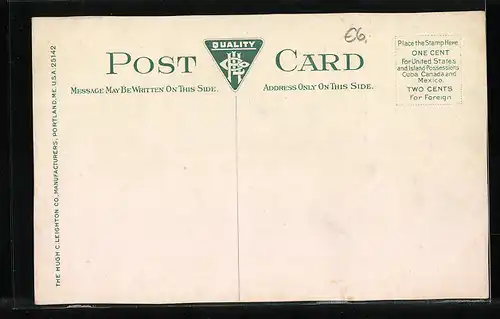 €6.
QUALITY
POST CARD
MESSAGE MAY BE WRITTEN ON THIS SIDE.
ADDRESS ONLY ON THIS SIDE.
Place the Stamp Here
ONE CENT
For United States
and Island Possessions
Cuba, Canada and
Mexico.
TWO CENTS
For Foreign
THE HUGH C. LEIGHTON CO., MANUFACTURERS, PORTLAND, ME. U.S.A. 25142